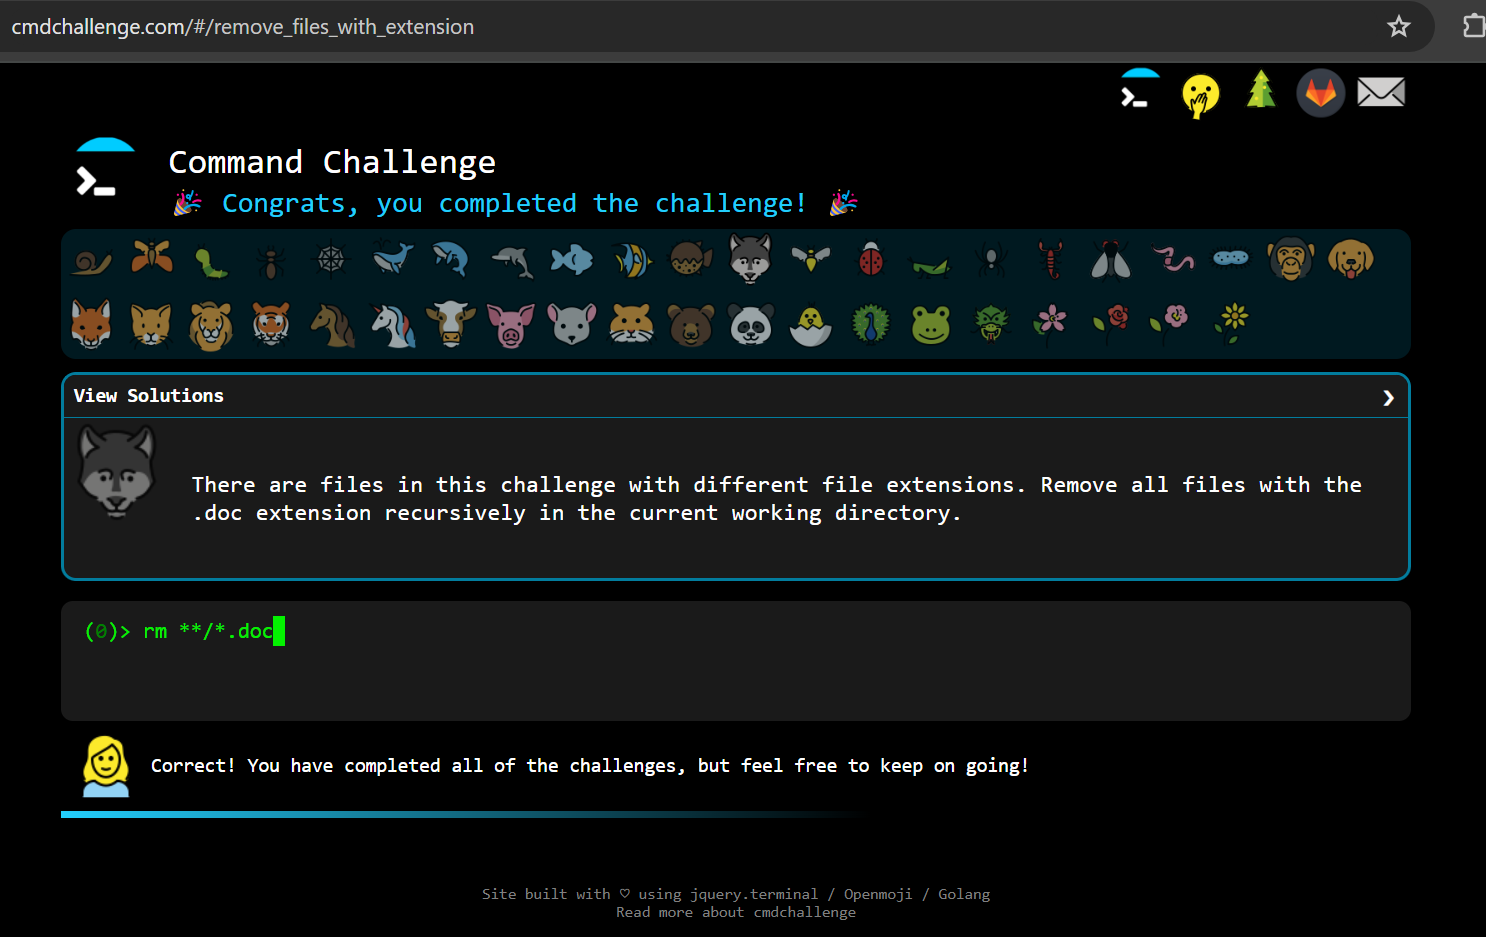 cmdchallenge.com/#/remove_files_with_extension
Command Challenge
🎉 Congrats, you completed the challenge! 🎉
View Solutions
There are files in this challenge with different file extensions. Remove all files with the
.doc extension recursively in the current working directory.
(0)> rm **/*.doc
Correct! You have completed all of the challenges, but feel free to keep on going!
Site built with ♡ using jquery.terminal / Openmoji / Golang
Read more about cmdchallenge